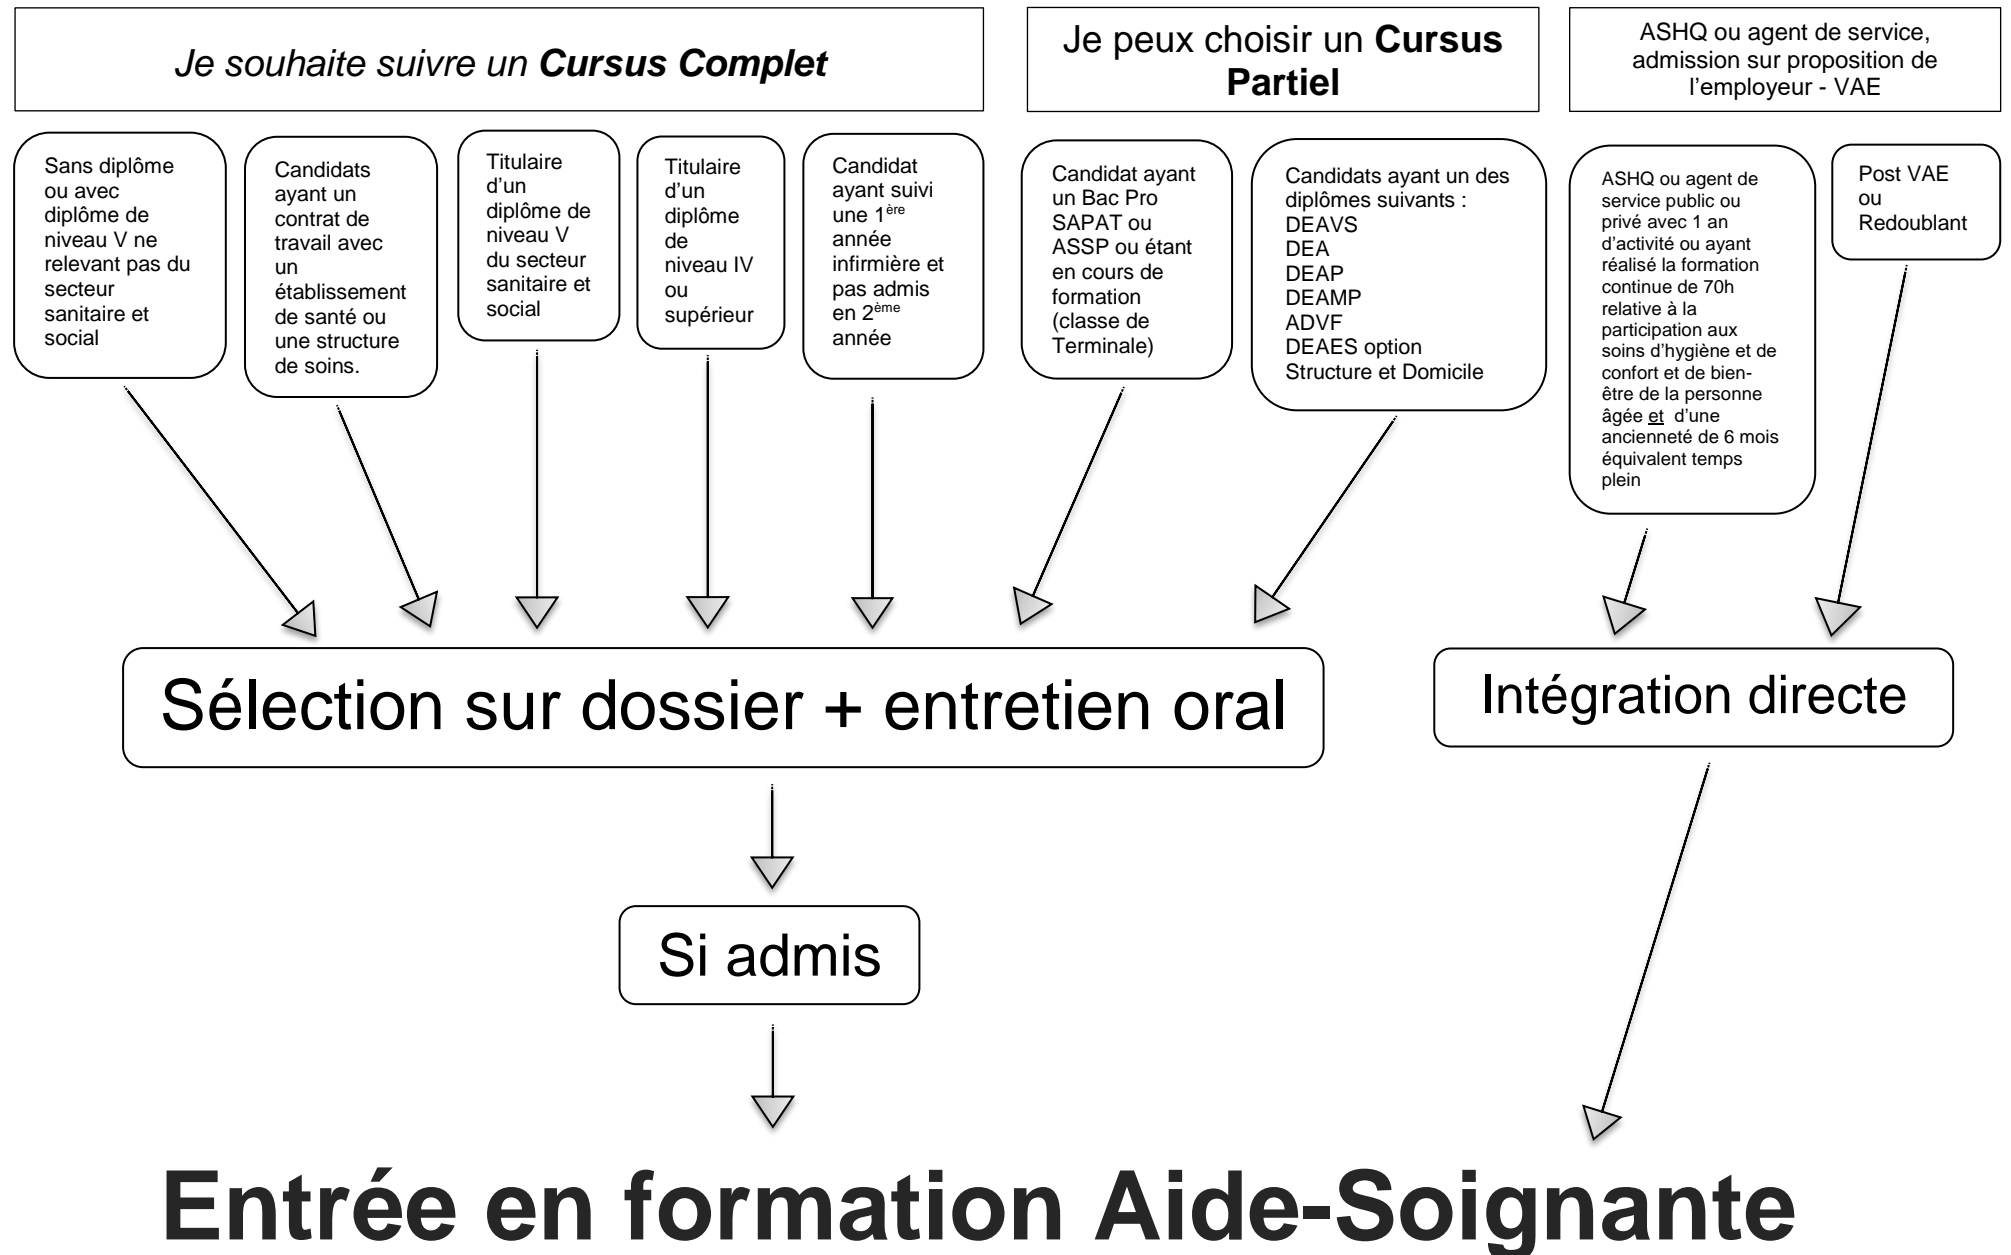 Je souhaite suivre un Cursus Complet
Je peux choisir un Cursus
Partiel
ASHQ ou agent de service,
admission sur proposition de
l'employeur - VAE
Sans diplôme
ou avec
diplôme de
niveau V ne
relevant pas du
secteur
sanitaire et
social
Candidats
ayant un
contrat de
travail avec
un
établissement
de santé ou
une structure
de soins.
Titulaire
d'un
diplôme de
niveau V
du secteur
sanitaire et
social
Titulaire
d'un
diplôme
de
niveau IV
ou
supérieur
Candidat
ayant suivi
une 1ère
année
infirmière et
pas admis
en 2ème
année
Candidat ayant
un Bac Pro
SAPAT ou
ASSP ou étant
en cours de
formation
(classe de
Terminale)
Candidats ayant un des
diplômes suivants :
DEAVS
DEA
DEAP
DEAMP
ADVF
DEAES option
Structure et Domicile
ASHQ ou agent de
service public ou
privé avec 1 an
d'activité ou ayant
réalisé la formation
continue de 70h
relative à la
participation aux
soins d'hygiène et de
confort et de bien-
être de la personne
âgée et d'une
ancienneté de 6 mois
équivalent temps
plein
Post VAE
ou
Redoublant
Sélection sur dossier + entretien oral
Intégration directe
Si admis
Entrée en formation Aide-Soignante